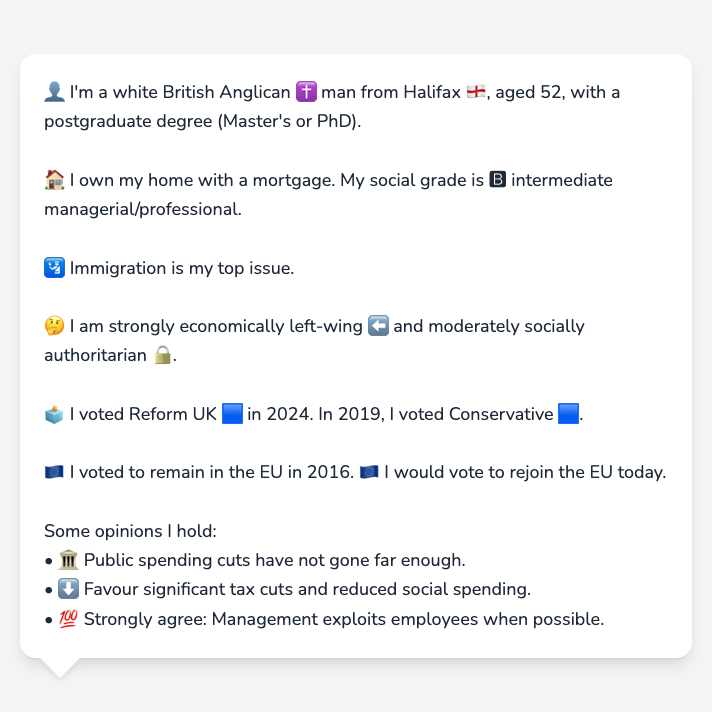 👤 I'm a white British Anglican ✝️ man from Halifax 🏴󠁧󠁢󠁥󠁮󠁧󠁿, aged 52, with a
postgraduate degree (Master's or PhD).
🏠 I own my home with a mortgage. My social grade is 🅱 intermediate
managerial/professional.
🛂 Immigration is my top issue.
🤔 I am strongly economically left-wing ⬅️ and moderately socially
authoritarian 🔒.
🗳️ I voted Reform UK 🟦 in 2024. In 2019, I voted Conservative 🟦.
🇪🇺 I voted to remain in the EU in 2016. 🇪🇺 I would vote to rejoin the EU today.
Some opinions I hold:
• 🏛️ Public spending cuts have not gone far enough.
• ⬇️ Favour significant tax cuts and reduced social spending.
• 💯 Strongly agree: Management exploits employees when possible.